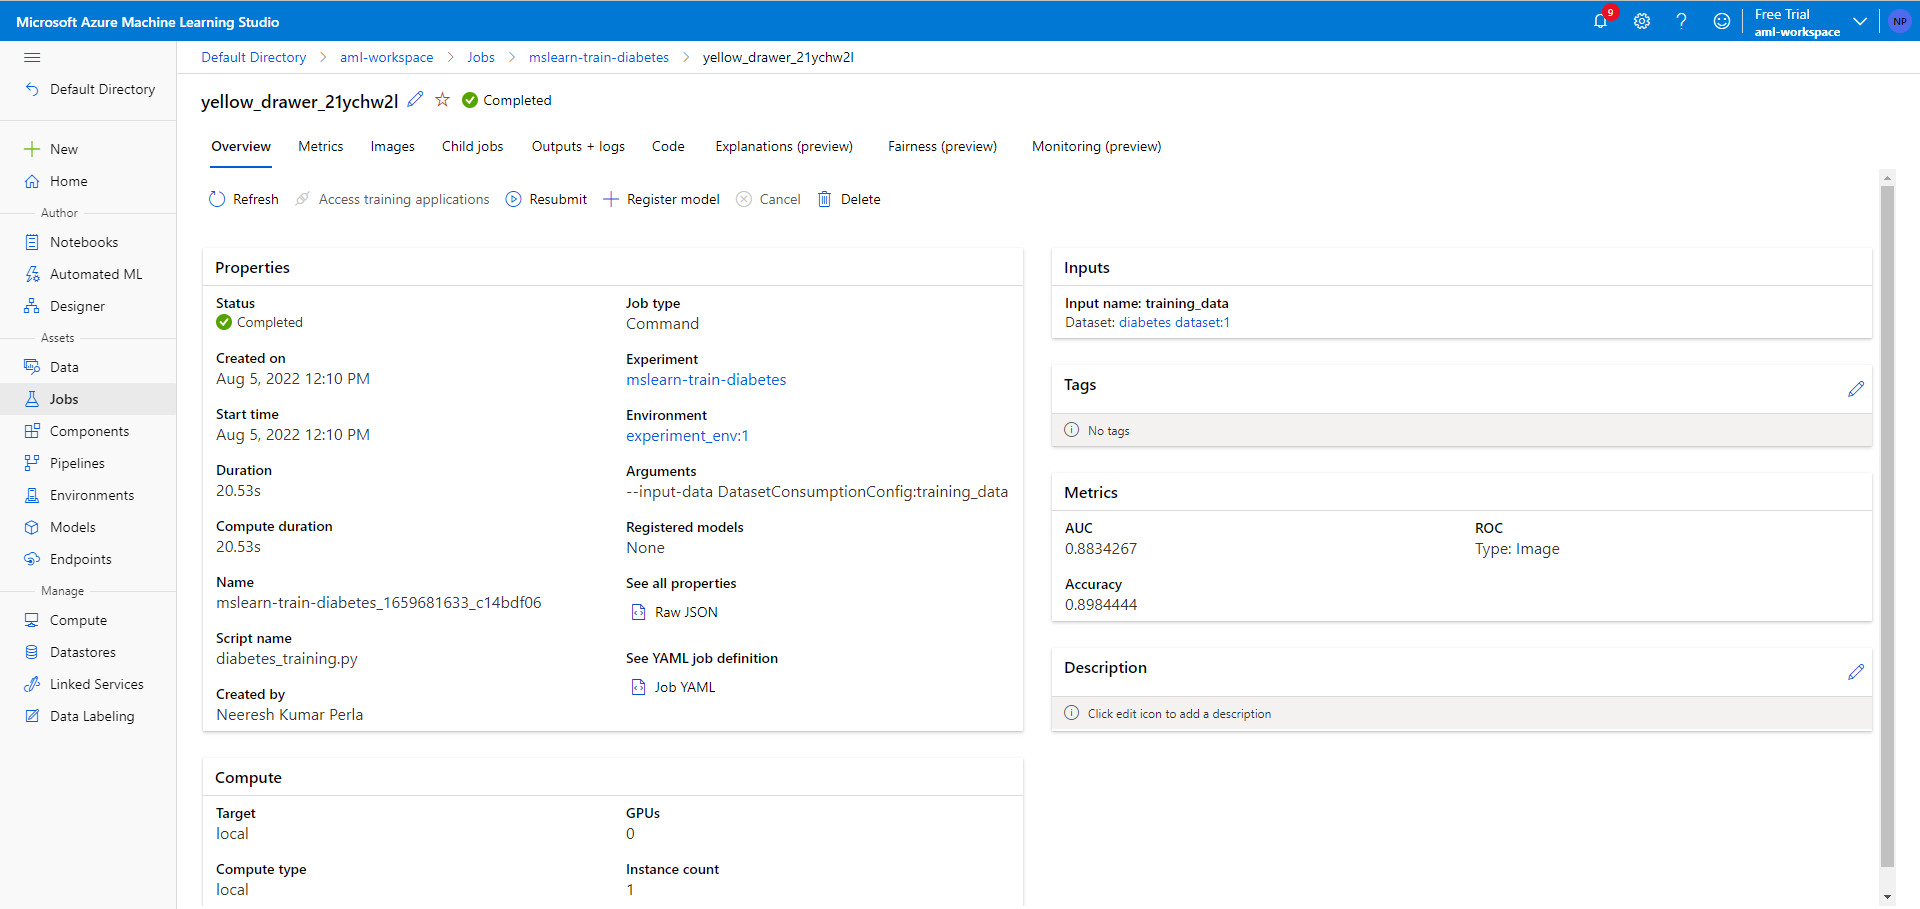 Microsoft Azure Machine Learning Studio
9
Free Trial
aml-workspace
NP
Default Directory
New
Home
Author
Notebooks
Automated ML
Designer
Assets
Data
Jobs
Components
Pipelines
Environments
Models
Endpoints
Manage
Compute
Datastores
Linked Services
Data Labeling
Default Directory > aml-workspace > Jobs > mslearn-train-diabetes > yellow_drawer_21ychw2l
yellow_drawer_21ychw2l Completed
Overview Metrics Images Child jobs Outputs + logs Code Explanations (preview) Fairness (preview) Monitoring (preview)
Refresh Access training applications Resubmit Register model Cancel Delete
Properties
Status
Completed
Created on
Aug 5, 2022 12:10 PM
Start time
Aug 5, 2022 12:10 PM
Duration
20.53s
Compute duration
20.53s
Name
mslearn-train-diabetes_1659681633_c14bdf06
Script name
diabetes_training.py
Created by
Neeresh Kumar Perla
Job type
Command
Experiment
mslearn-train-diabetes
Environment
experiment_env:1
Arguments
--input-data DatasetConsumptionConfig:training_data
Registered models
None
See all properties
Raw JSON
See YAML job definition
Job YAML
Compute
Target
local
Compute type
local
GPUs
0
Instance count
1
Inputs
Input name: training_data
Dataset: diabetes dataset:1
Tags
No tags
Metrics
AUC
0.8834267
Accuracy
0.8984444
ROC
Type: Image
Description
Click edit icon to add a description